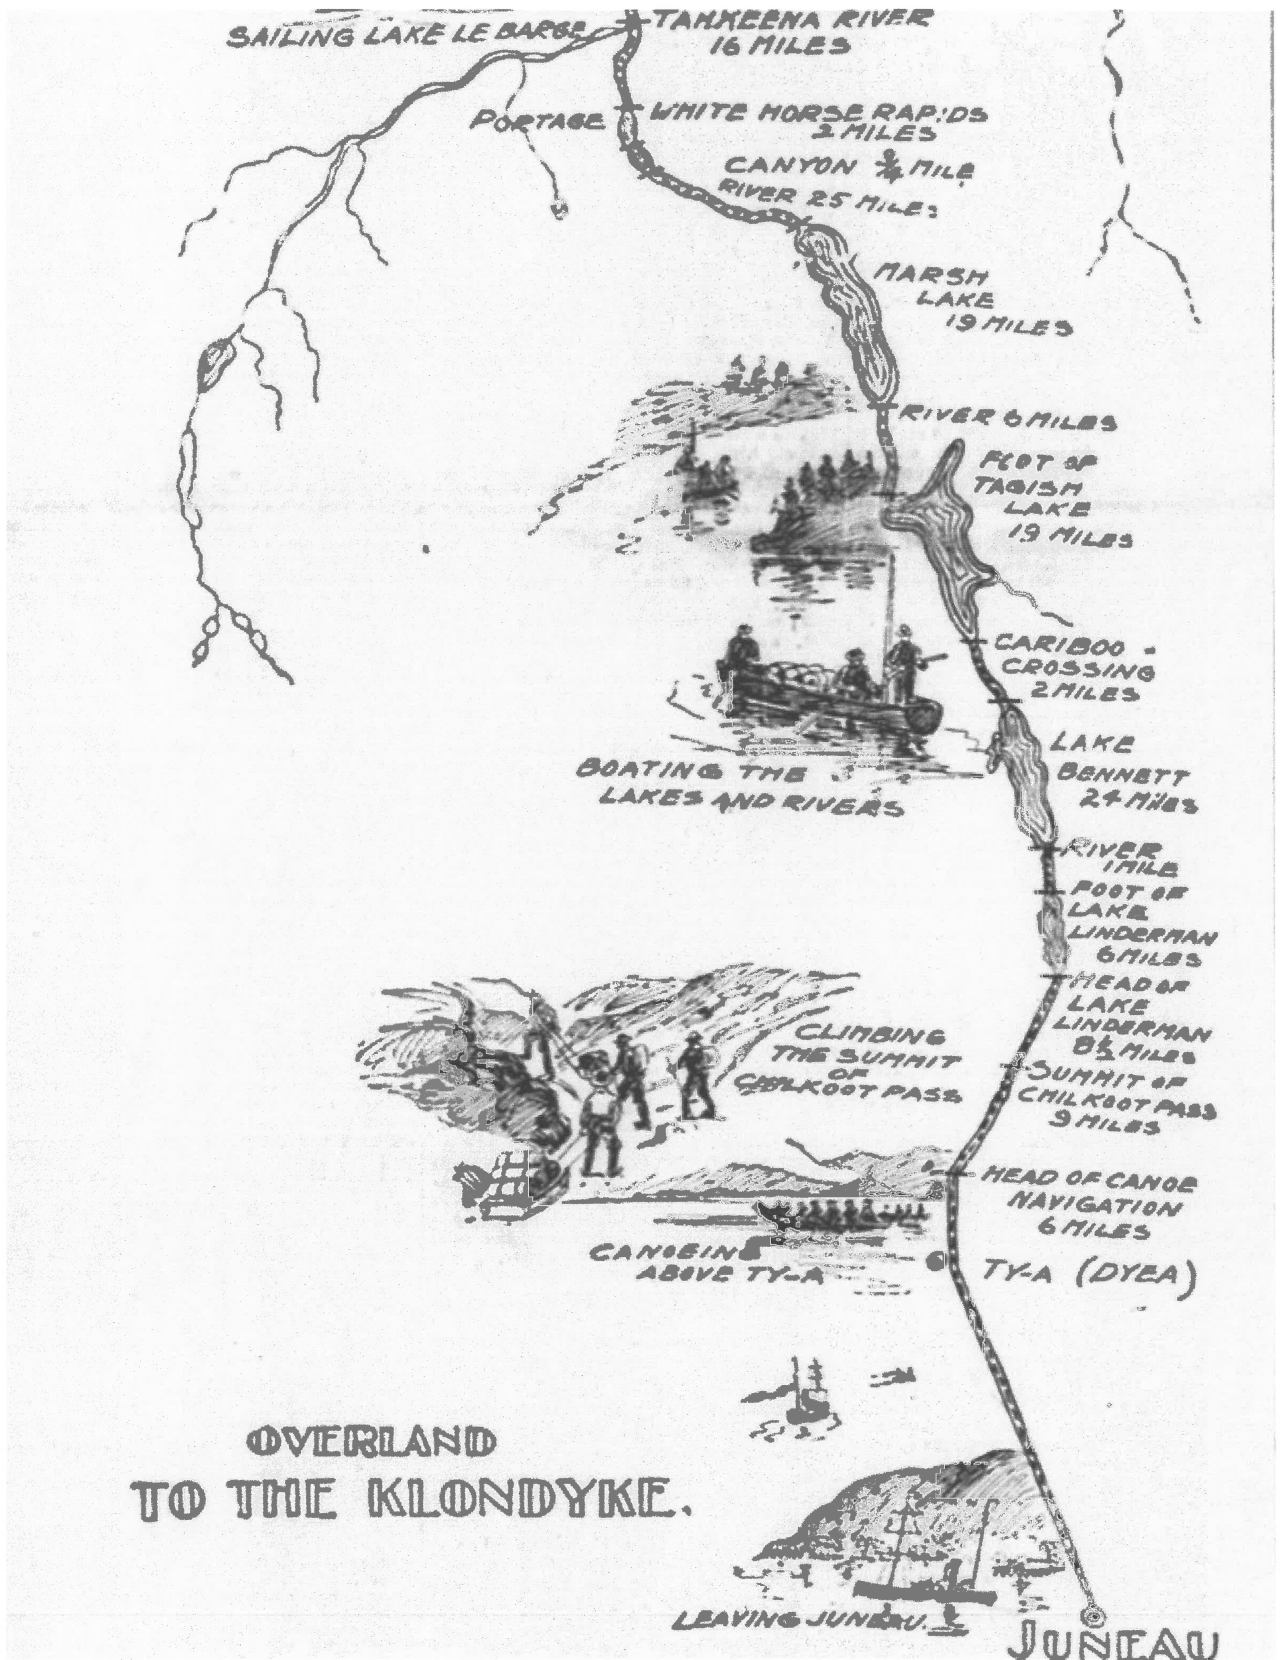 SAILING LAKE LE BARGE
TAHKEENA RIVER
16 MILES
PORTAGE
WHITE HORSE RAPIDS
2 MILES
CANYON 3/4 MILE
RIVER 25 MILES
MARSH
LAKE
19 MILES
RIVER 6 MILES
FOOT OF
TAGISH
LAKE
19 MILES
CARIBOO -
CROSSING
2 MILES
LAKE
BENNETT
24 MILES
BOATING THE
LAKES AND RIVERS
RIVER
1 MILE
FOOT OF
LAKE
LINDERMAN
6 MILES
HEAD OF
LAKE
LINDERMAN
8 1/2 MILES
CLIMBING
THE SUMMIT
OF
CHILKOOT PASS
SUMMIT OF
CHILKOOT PASS
9 MILES
HEAD OF CANOE
NAVIGATION
6 MILES
CANOEING
ABOVE TY-A
TY-A (DYEA)
OVERLAND
TO THE KLONDYKE.
LEAVING JUNEAU.
JUNEAU